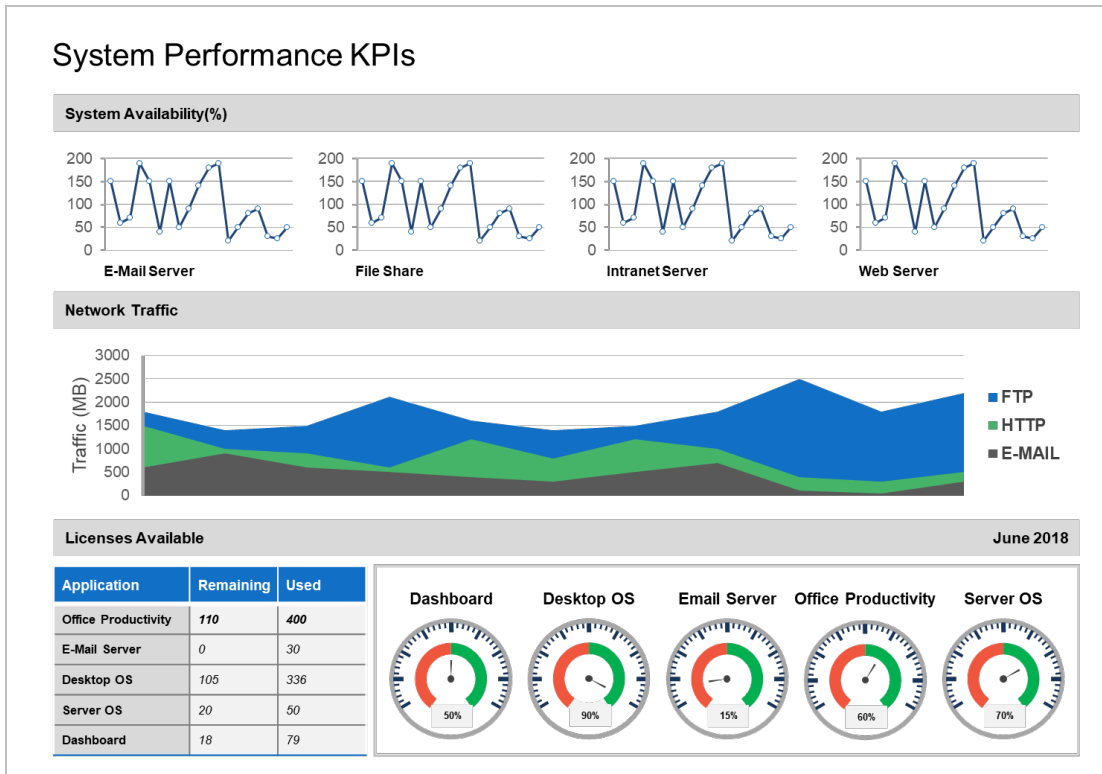 System Performance KPIs
System Availability(%)
200 200 200 200
150 150 150 150
100 100 100 100
50 50 50 50
0 0 0 0
E-Mail Server File Share Intranet Server Web Server
Network Traffic
Traffic (MB)
3000
2500
2000
1500
1000
500
0
FTP
HTTP
E-MAIL
Licenses Available June 2018
Application Remaining Used
Office Productivity 110 400
E-Mail Server 0 30
Desktop OS 105 336
Server OS 20 50
Dashboard 18 79
Dashboard Desktop OS Email Server Office Productivity Server OS
50% 90% 15% 60% 70%